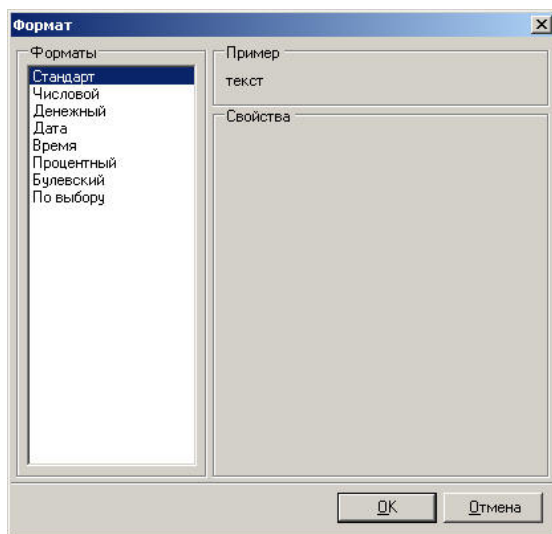 Формат
Форматы
Стандарт
Числовой
Денежный
Дата
Время
Процентный
Булевский
По выбору
Пример
текст
Свойства
OK
Отмена